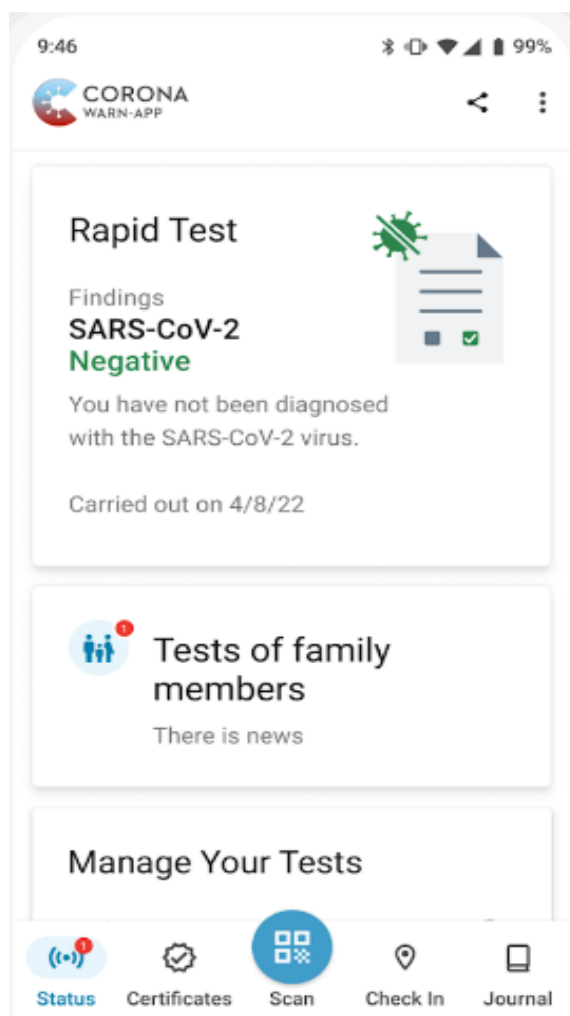 9:46 99%
CORONA
WARN-APP
Rapid Test
Findings
SARS-CoV-2
Negative
You have not been diagnosed
with the SARS-CoV-2 virus.
Carried out on 4/8/22
1
Tests of family
members
There is news
Manage Your Tests
1
Status Certificates Scan Check In Journal